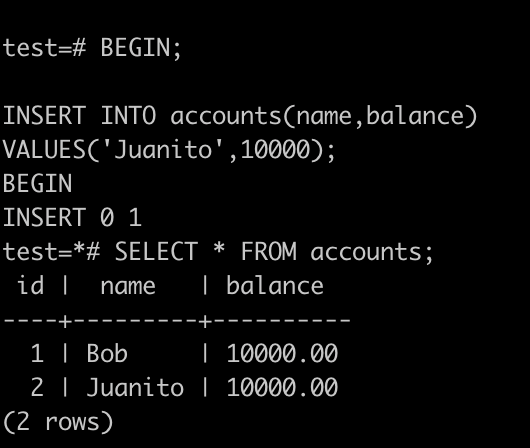 test=# BEGIN;
INSERT INTO accounts(name,balance)
VALUES('Juanito',10000);
BEGIN
INSERT 0 1
test=*# SELECT * FROM accounts;
 id |  name   | balance
----+---------+----------
  1 | Bob     | 10000.00
  2 | Juanito | 10000.00
(2 rows)